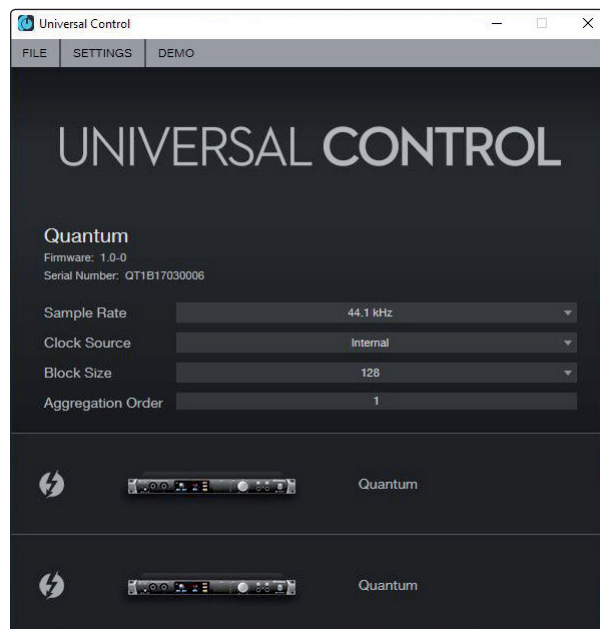 Universal Control
FILE SETTINGS DEMO
UNIVERSAL CONTROL
Quantum
Firmware: 1.0-0
Serial Number: QT1B17030006
Sample Rate 44.1 kHz
Clock Source Internal
Block Size 128
Aggregation Order 1
Quantum
Quantum